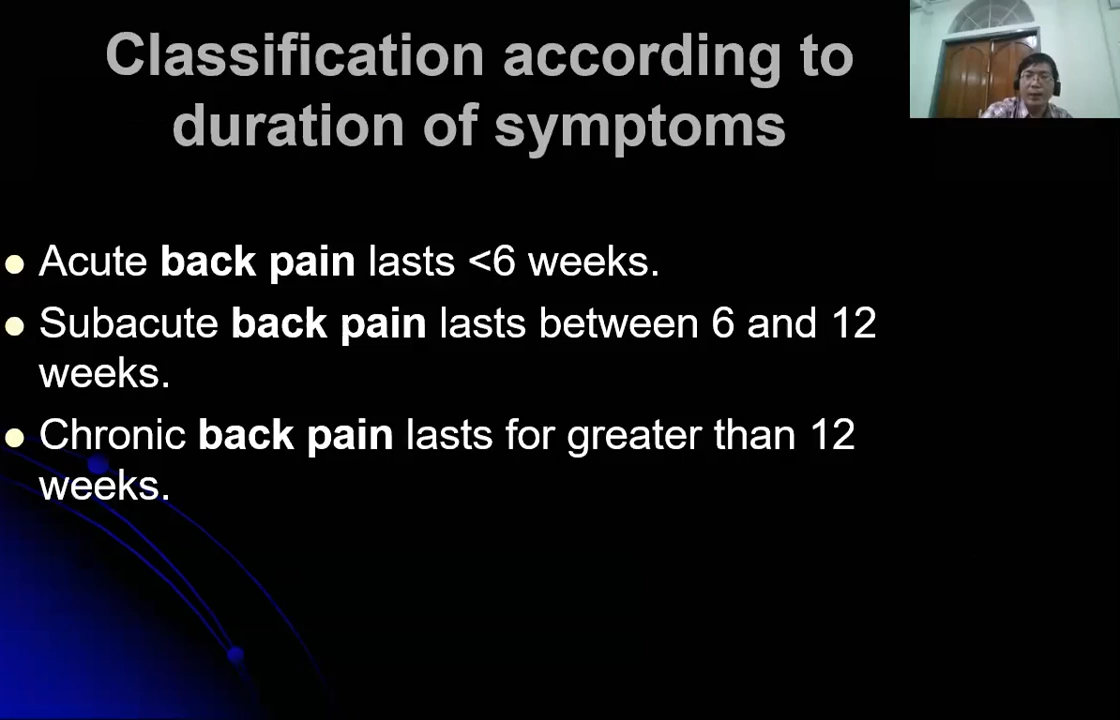 Classification according to
duration of symptoms
Acute back pain lasts <6 weeks.
Subacute back pain lasts between 6 and 12
weeks.
Chronic back pain lasts for greater than 12
weeks.